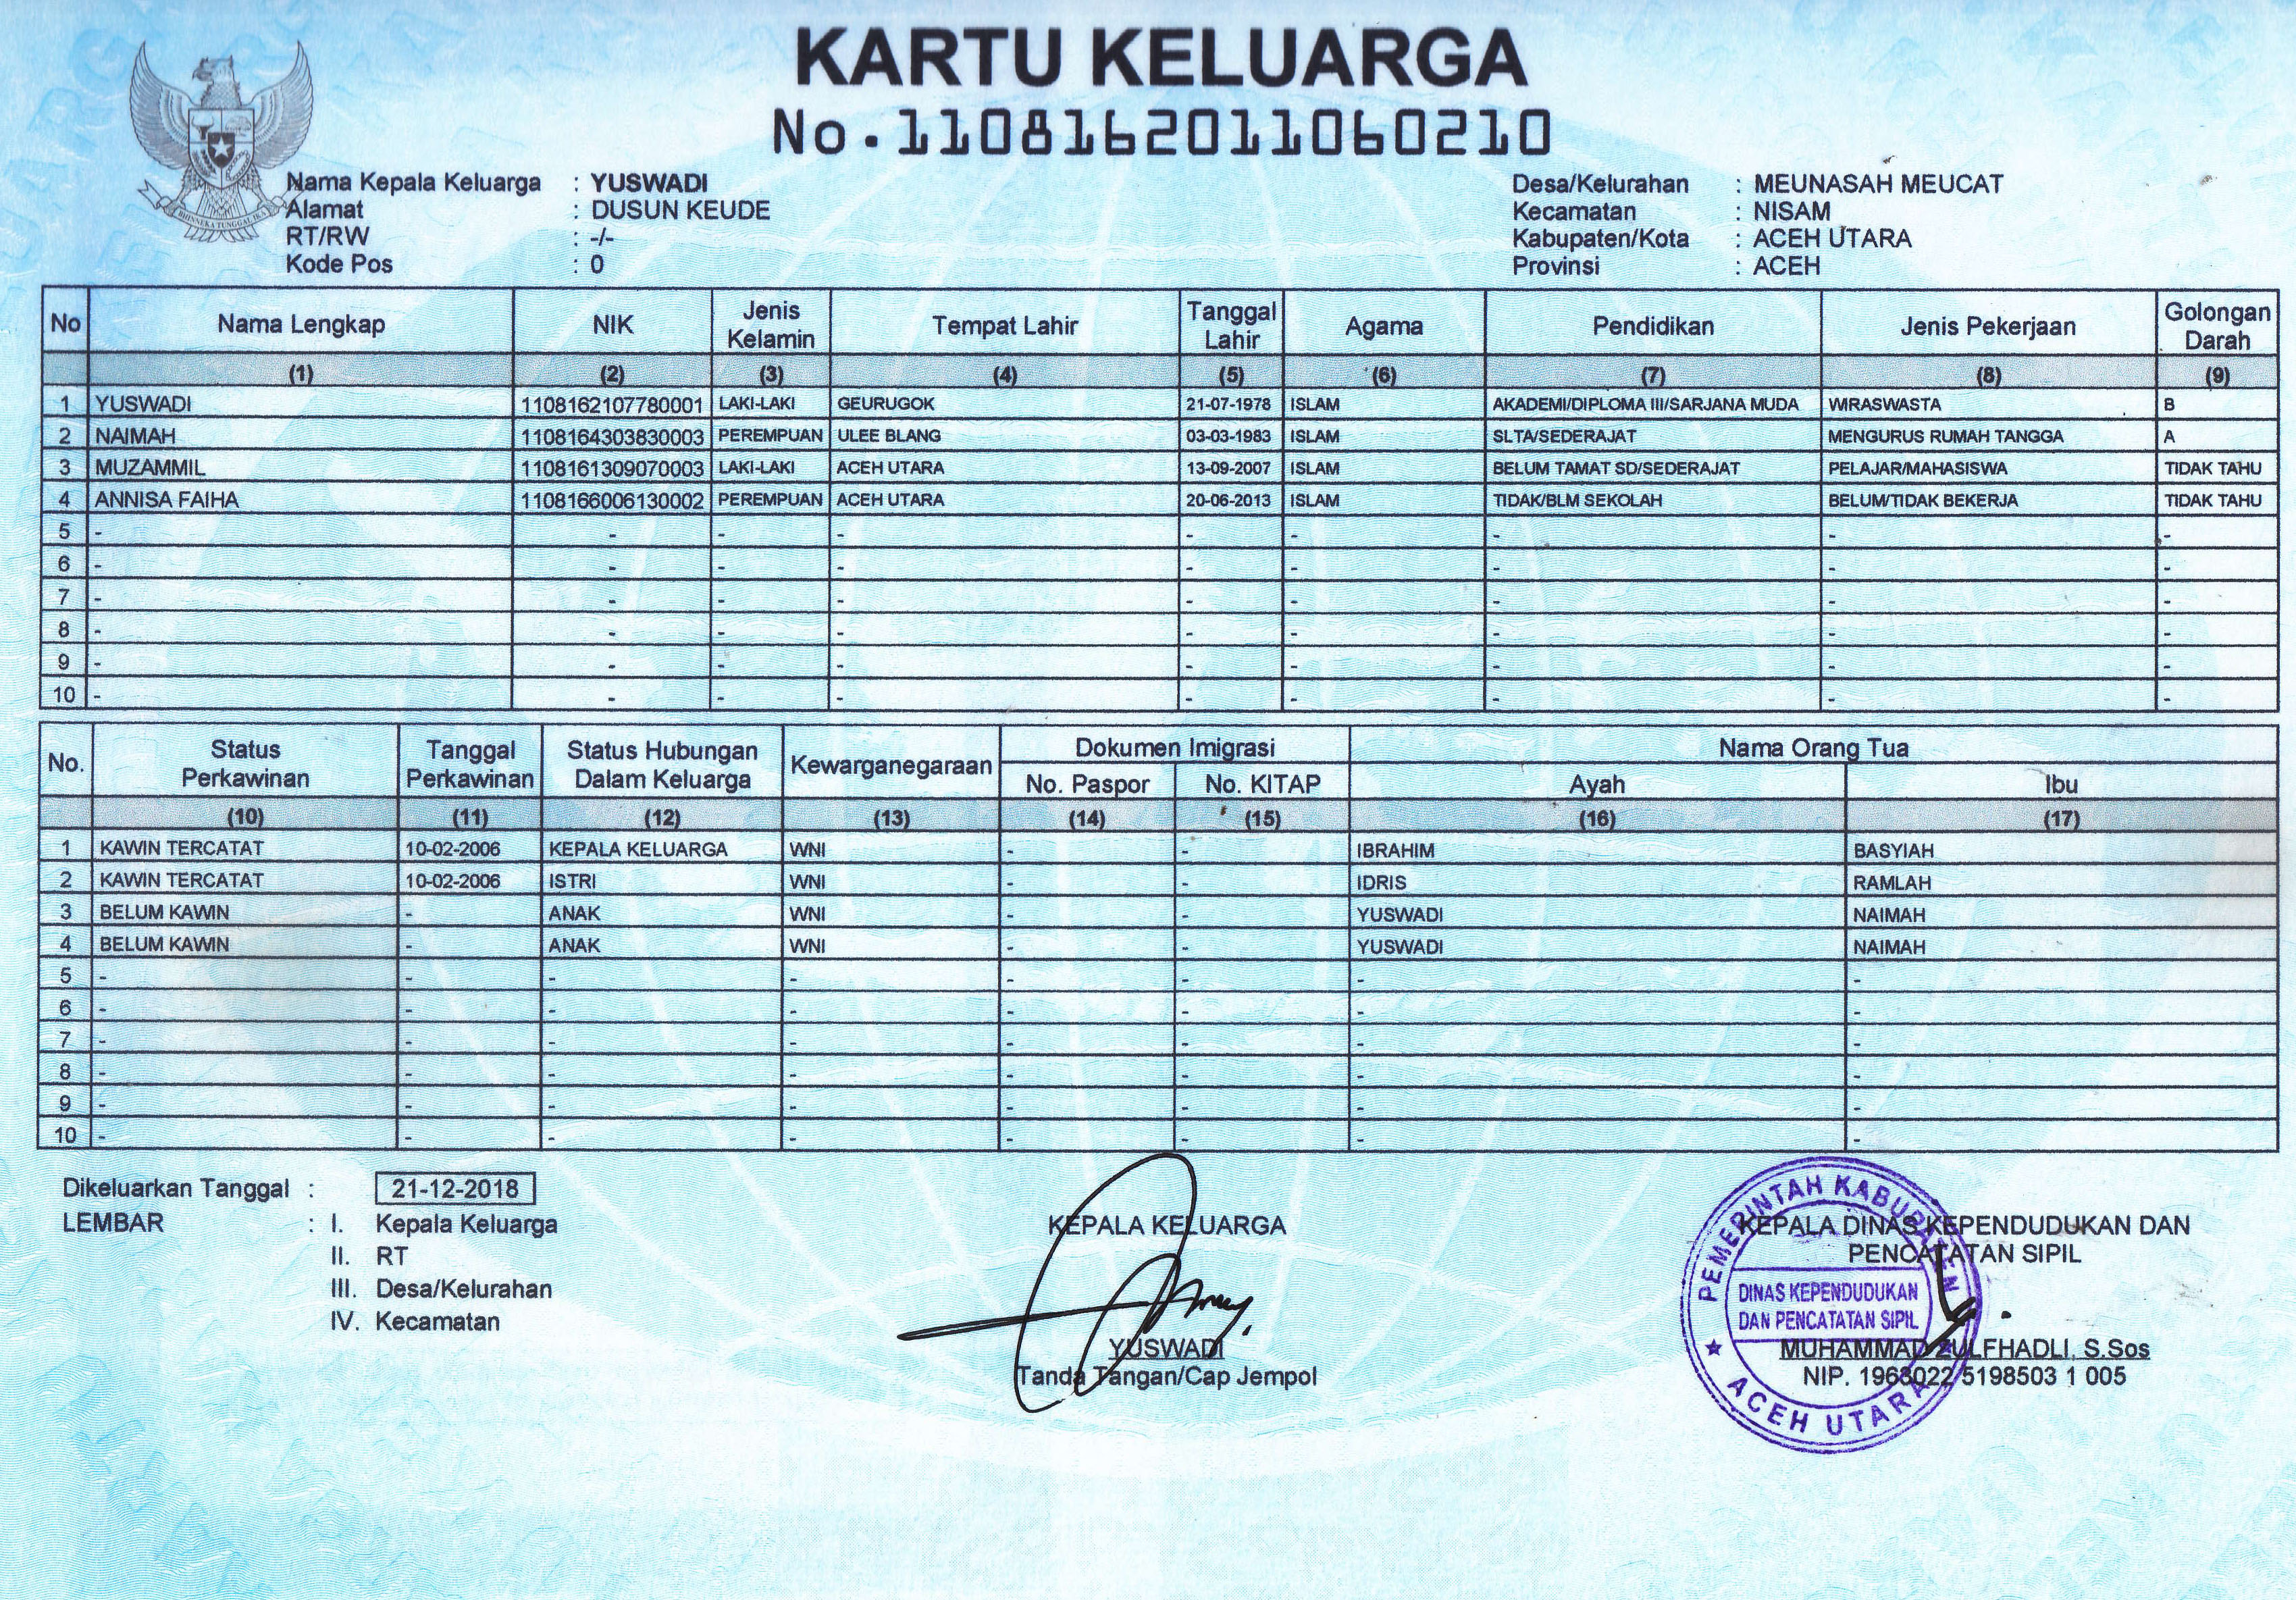 KARTU KELUARGA
No.1108162011060210
Nama Kepala Keluarga : YUSWADI
Alamat : DUSUN KEUDE
RT/RW : -/-
Kode Pos : 0
Desa/Kelurahan : MEUNASAH MEUCAT
Kecamatan : NISAM
Kabupaten/Kota : ACEH UTARA
Provinsi : ACEH
BHINNEKA TUNGGAL IKA
No Nama Lengkap NIK Jenis Kelamin Tempat Lahir Tanggal Lahir Agama Pendidikan Jenis Pekerjaan Golongan Darah
(1) (2) (3) (4) (5) (6) (7) (8) (9)
1 YUSWADI 1108162107780001 LAKI-LAKI GEURUGOK 21-07-1978 ISLAM AKADEMI/DIPLOMA III/SARJANA MUDA WIRASWASTA B
2 NAIMAH 1108164303830003 PEREMPUAN ULEE BLANG 03-03-1983 ISLAM SLTA/SEDERAJAT MENGURUS RUMAH TANGGA A
3 MUZAMMIL 1108161309070003 LAKI-LAKI ACEH UTARA 13-09-2007 ISLAM BELUM TAMAT SD/SEDERAJAT PELAJAR/MAHASISWA TIDAK TAHU
4 ANNISA FAIHA 1108166006130002 PEREMPUAN ACEH UTARA 20-06-2013 ISLAM TIDAK/BLM SEKOLAH BELUM/TIDAK BEKERJA TIDAK TAHU
5 - - - - - - - - -
6 - - - - - - - - -
7 - - - - - - - - -
8 - - - - - - - - -
9 - - - - - - - - -
10 - - - - - - - - -
No. Status Perkawinan Tanggal Perkawinan Status Hubungan Dalam Keluarga Kewarganegaraan Dokumen Imigrasi Nama Orang Tua
No. Paspor No. KITAP Ayah Ibu
(10) (11) (12) (13) (14) (15) (16) (17)
1 KAWIN TERCATAT 10-02-2006 KEPALA KELUARGA WNI - - IBRAHIM BASYIAH
2 KAWIN TERCATAT 10-02-2006 ISTRI WNI - - IDRIS RAMLAH
3 BELUM KAWIN - ANAK WNI - - YUSWADI NAIMAH
4 BELUM KAWIN - ANAK WNI - - YUSWADI NAIMAH
5 - - - - - - - -
6 - - - - - - - -
7 - - - - - - - -
8 - - - - - - - -
9 - - - - - - - -
10 - - - - - - - -
Dikeluarkan Tanggal : 21-12-2018
LEMBAR : I. Kepala Keluarga
II. RT
III. Desa/Kelurahan
IV. Kecamatan
KEPALA KELUARGA
YUSWADI
Tanda Tangan/Cap Jempol
KEPALA DINAS KEPENDUDUKAN DAN
PENCATATAN SIPIL
MUHAMMAD ZULFHADLI, S.Sos
NIP. 19630225198503 1 005
PEMERINTAH KABUPATEN
DINAS KEPENDUDUKAN
DAN PENCATATAN SIPIL
ACEH UTARA